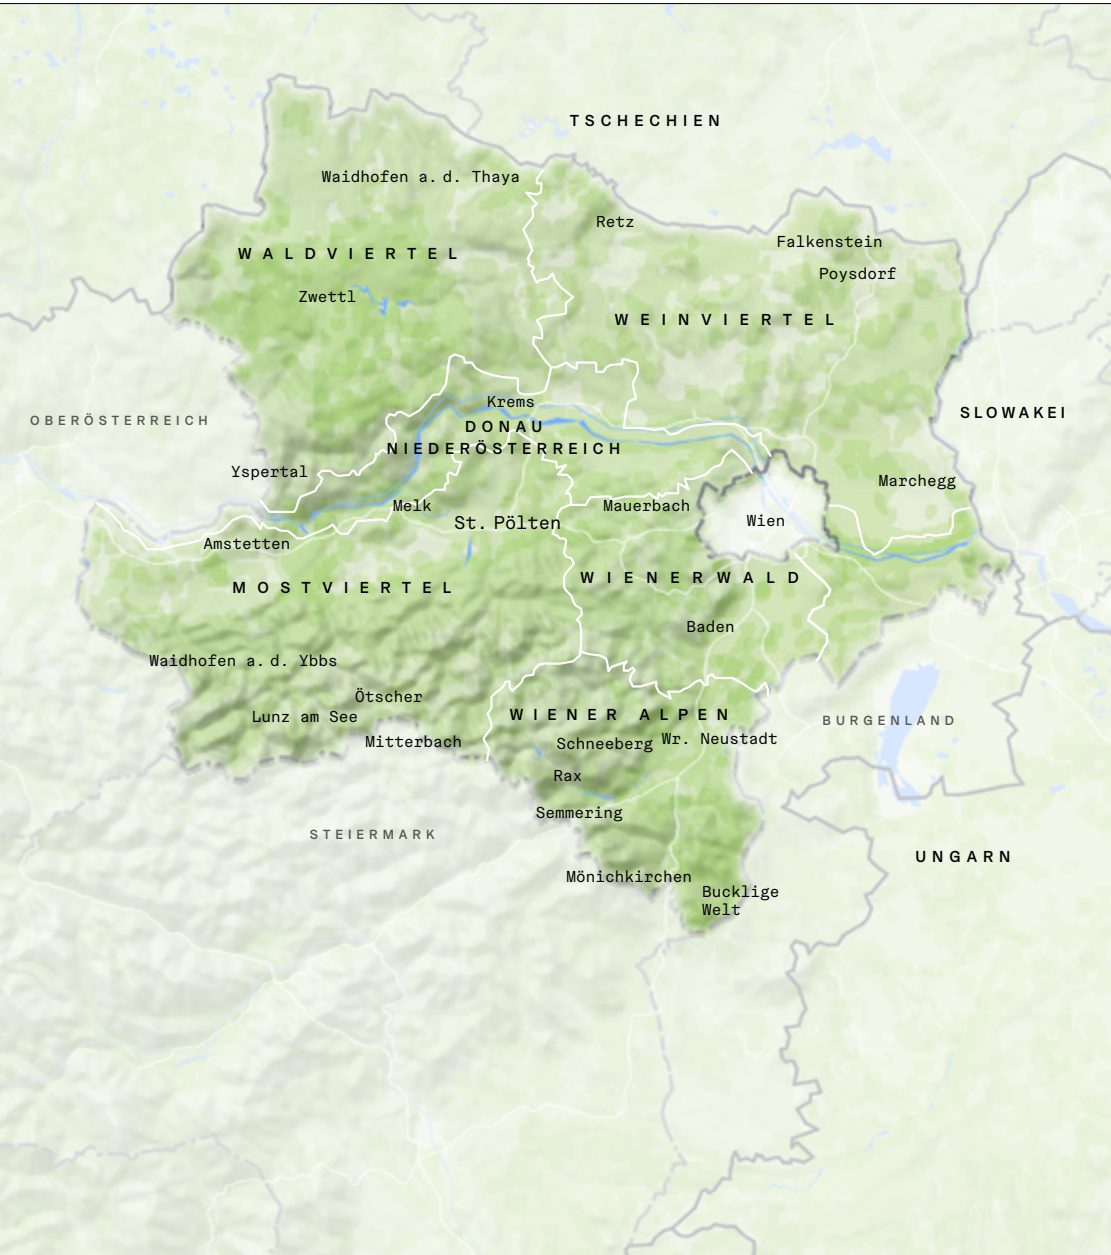 TSCHECHIEN
Waidhofen a. d. Thaya
Retz
Falkenstein
WALDVIERTEL
Poysdorf
Zwettl
WEINVIERTEL
Krems
SLOWAKEI
OBERÖSTERREICH
DONAU
NIEDERÖSTERREICH
Yspertal
Marchegg
Melk
Mauerbach
St. Pölten
Wien
Amstetten
WIENERWALD
MOSTVIERTEL
Baden
Waidhofen a. d. Ybbs
Ötscher
Lunz am See
WIENER ALPEN
BURGENLAND
Mitterbach
Schneeberg
Wr. Neustadt
Rax
Semmering
STEIERMARK
UNGARN
Mönichkirchen
Bucklige
Welt